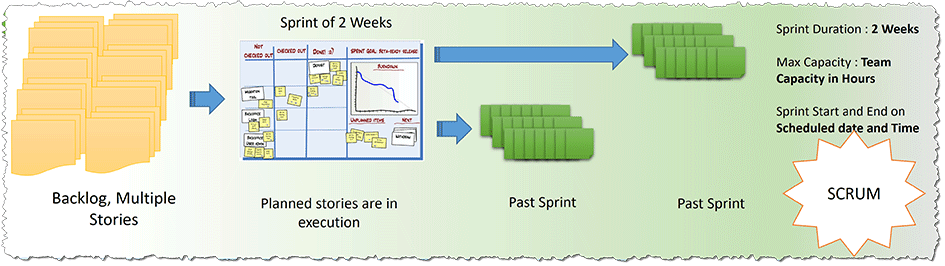 Sprint of 2 Weeks
NOT CHECKED OUT
CHECKED OUT
DONE! :o)
SPRINT GOAL: BETA-READY RELEASE!
BURNDOWN
UNPLANNED ITEMS
NEXT
Backlog, Multiple
Stories
Planned stories are in
execution
Past Sprint
Past Sprint
Sprint Duration : 2 Weeks
Max Capacity : Team
Capacity in Hours
Sprint Start and End on
Scheduled date and Time
SCRUM